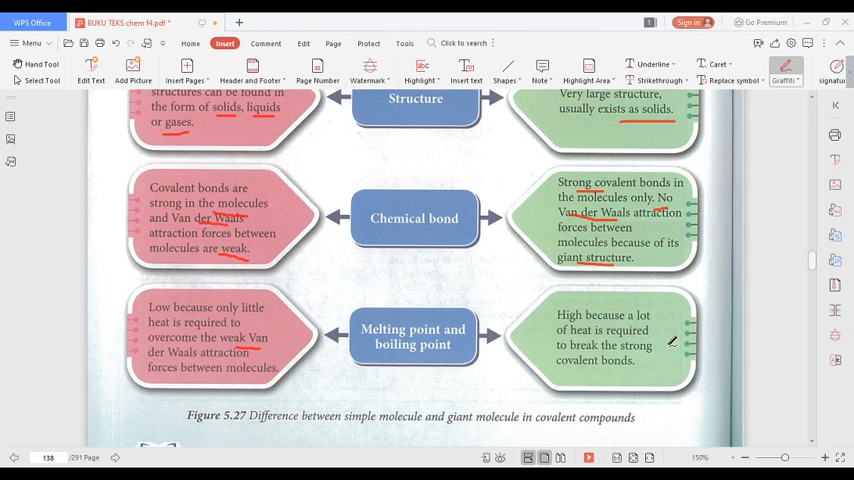 WPS Office
BUKU TEKS chem f4.pdf *
+
1
Sign in
Go Premium
Menu
Home
Insert
Comment
Edit
Page
Protect
Tools
Click to search
Hand Tool
Select Tool
Edit Text
Add Picture
Insert Pages
Header and Footer
Page Number
Watermark
Highlight
Insert text
Shapes
Note
Highlight Area
Underline
Strikethrough
Caret
Replace symbol
Graffiti
signatur
structures can be found in
the form of solids, liquids
or gases.
Structure
Very large structure,
usually exists as solids.
Covalent bonds are
strong in the molecules
and Van der Waals
attraction forces between
molecules are weak.
Chemical bond
Strong covalent bonds in
the molecules only. No
Van der Waals attraction
forces between
molecules because of its
giant structure.
Low because only little
heat is required to
overcome the weak Van
der Waals attraction
forces between molecules.
Melting point and
boiling point
High because a lot
of heat is required
to break the strong
covalent bonds.
Figure 5.27 Difference between simple molecule and giant molecule in covalent compounds.
138
/291 Page
150%